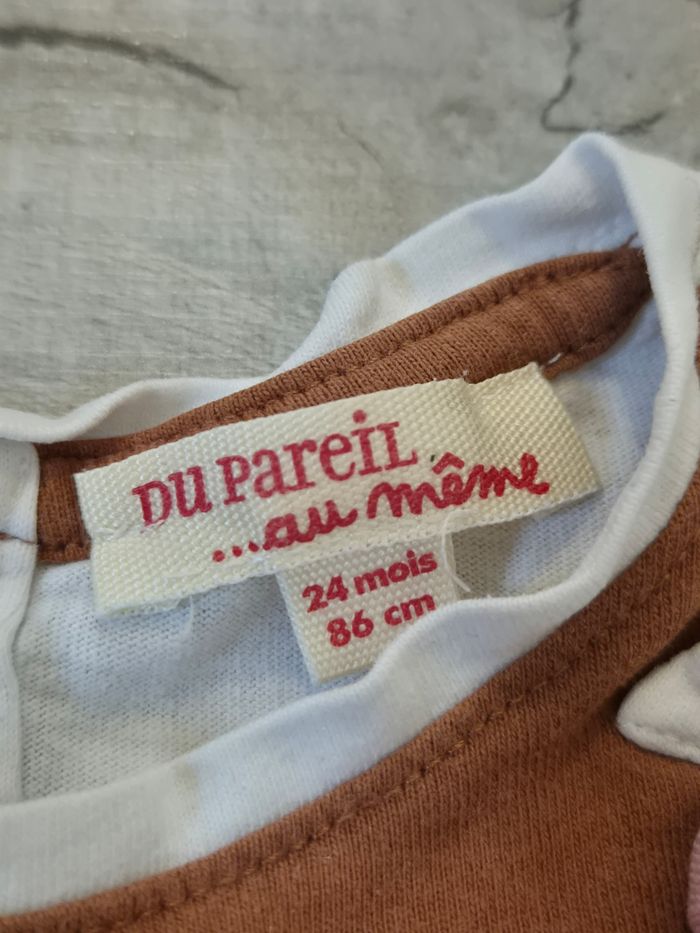 DU PAREIL
...au même
24 mois
86 cm